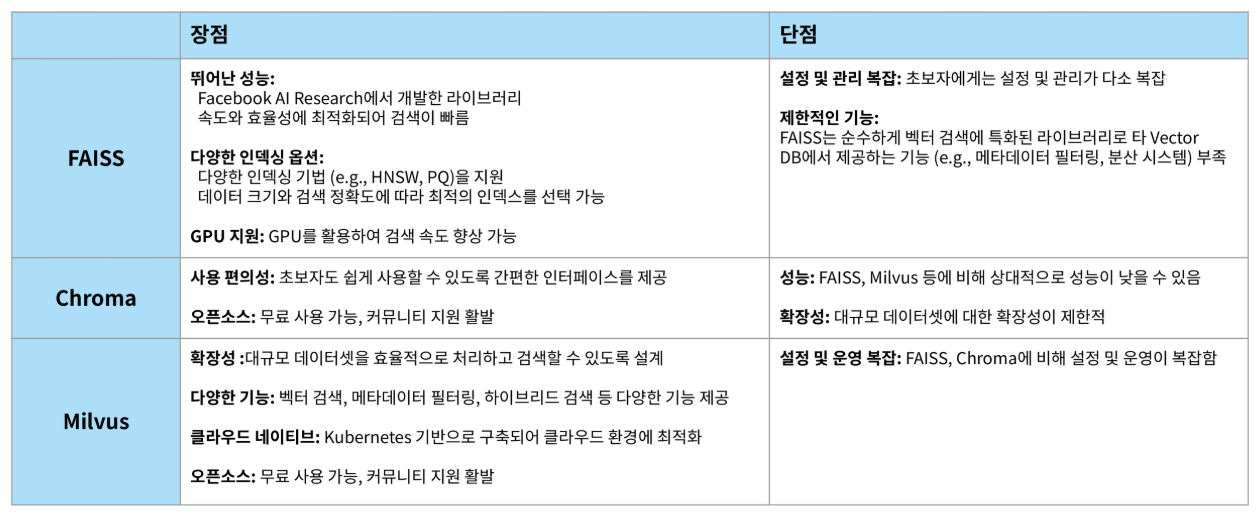 장점
단점
FAISS
뛰어난 성능:
Facebook AI Research에서 개발한 라이브러리
속도와 효율성에 최적화되어 검색이 빠름
다양한 인덱싱 옵션:
다양한 인덱싱 기법 (e.g., HNSW, PQ)을 지원
데이터 크기와 검색 정확도에 따라 최적의 인덱스를 선택 가능
GPU 지원: GPU를 활용하여 검색 속도 향상 가능
설정 및 관리 복잡: 초보자에게는 설정 및 관리가 다소 복잡
제한적인 기능:
FAISS는 순수하게 벡터 검색에 특화된 라이브러리로 타 Vector
DB에서 제공하는 기능 (e.g., 메타데이터 필터링, 분산 시스템) 부족
Chroma
사용 편의성: 초보자도 쉽게 사용할 수 있도록 간편한 인터페이스를 제공
오픈소스: 무료 사용 가능, 커뮤니티 지원 활발
성능: FAISS, Milvus 등에 비해 상대적으로 성능이 낮을 수 있음
확장성: 대규모 데이터셋에 대한 확장성이 제한적
Milvus
확장성 :대규모 데이터셋을 효율적으로 처리하고 검색할 수 있도록 설계
다양한 기능: 벡터 검색, 메타데이터 필터링, 하이브리드 검색 등 다양한 기능 제공
클라우드 네이티브: Kubernetes 기반으로 구축되어 클라우드 환경에 최적화
오픈소스: 무료 사용 가능, 커뮤니티 지원 활발
설정 및 운영 복잡: FAISS, Chroma에 비해 설정 및 운영이 복잡함